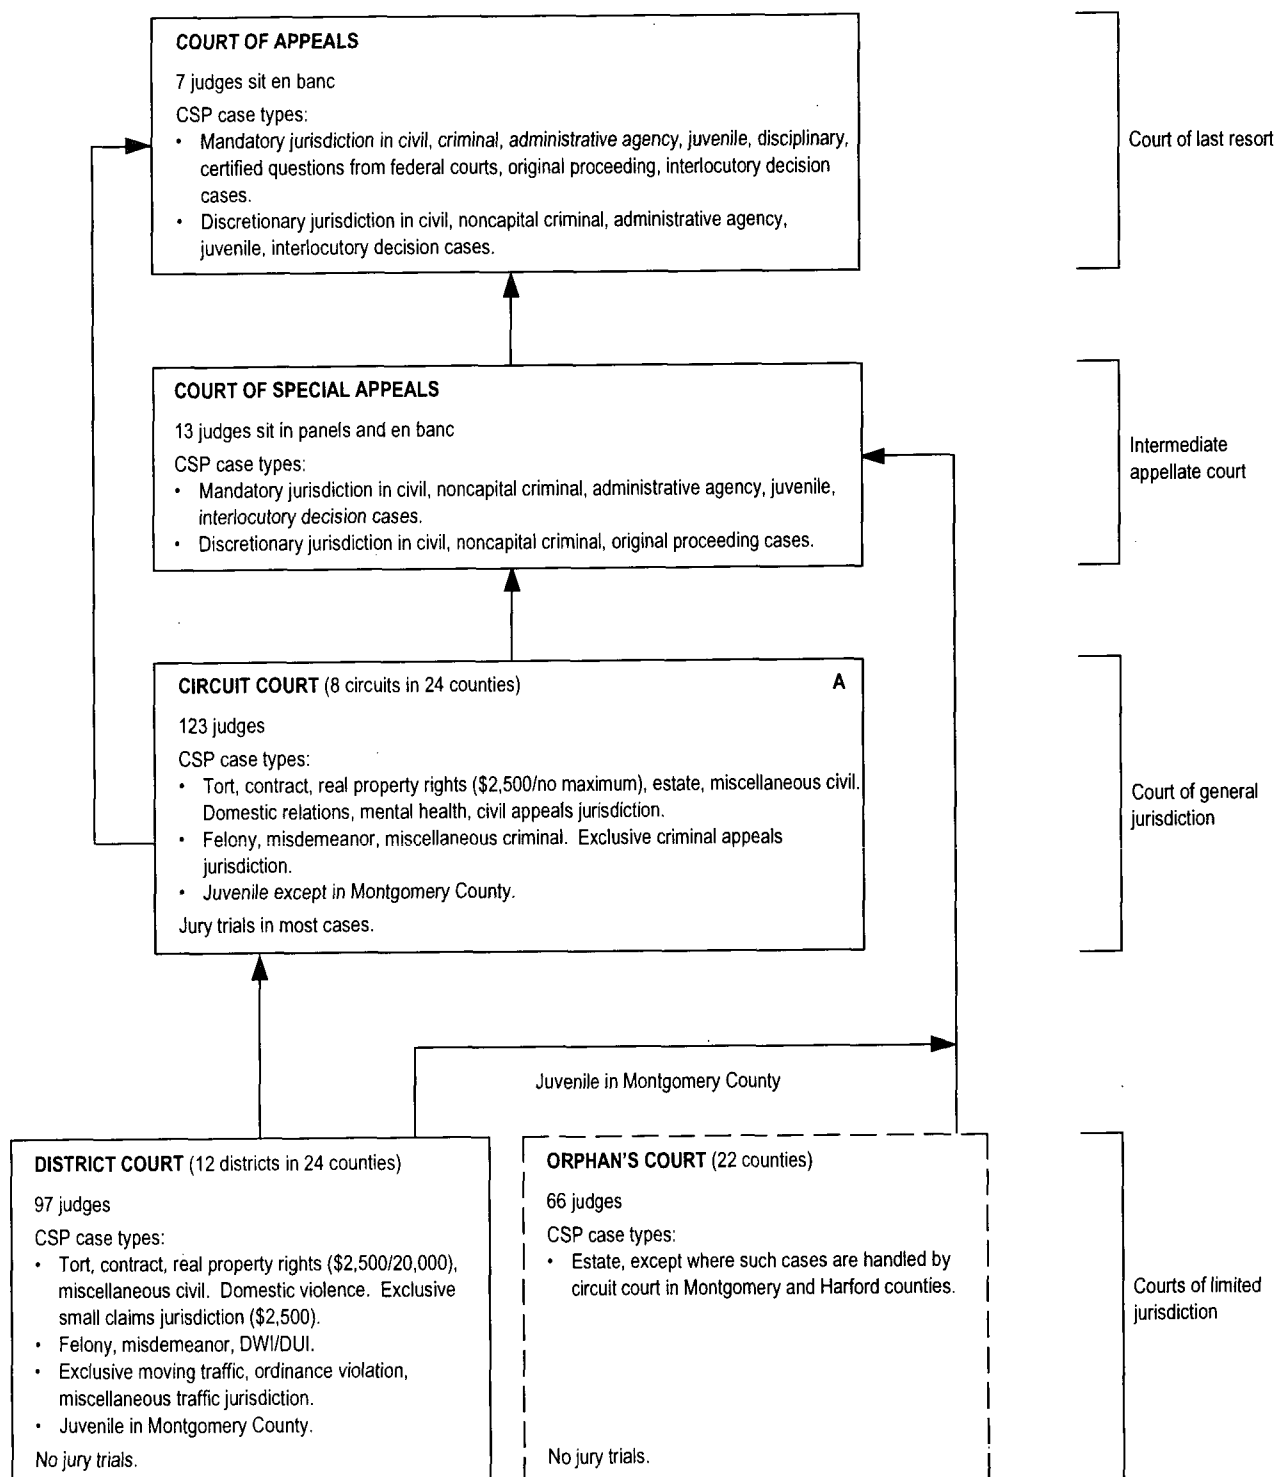 COURT OF APPEALS
7 judges sit en banc
CSP case types:
• Mandatory jurisdiction in civil, criminal, administrative agency, juvenile, disciplinary,
certified questions from federal courts, original proceeding, interlocutory decision
cases.
• Discretionary jurisdiction in civil, noncapital criminal, administrative agency,
juvenile, interlocutory decision cases.
Court of last resort
COURT OF SPECIAL APPEALS
13 judges sit in panels and en banc
CSP case types:
• Mandatory jurisdiction in civil, noncapital criminal, administrative agency, juvenile,
interlocutory decision cases.
• Discretionary jurisdiction in civil, noncapital criminal, original proceeding cases.
Intermediate
appellate court
CIRCUIT COURT (8 circuits in 24 counties) A
123 judges
CSP case types:
• Tort, contract, real property rights ($2,500/no maximum), estate, miscellaneous civil.
Domestic relations, mental health, civil appeals jurisdiction.
• Felony, misdemeanor, miscellaneous criminal. Exclusive criminal appeals
jurisdiction.
• Juvenile except in Montgomery County.
Jury trials in most cases.
Court of general
jurisdiction
Juvenile in Montgomery County
DISTRICT COURT (12 districts in 24 counties)
97 judges
CSP case types:
• Tort, contract, real property rights ($2,500/20,000),
miscellaneous civil. Domestic violence. Exclusive
small claims jurisdiction ($2,500).
• Felony, misdemeanor, DWI/DUI.
• Exclusive moving traffic, ordinance violation,
miscellaneous traffic jurisdiction.
• Juvenile in Montgomery County.
No jury trials.
ORPHAN'S COURT (22 counties)
66 judges
CSP case types:
• Estate, except where such cases are handled by
circuit court in Montgomery and Harford counties.
No jury trials.
Courts of limited
jurisdiction